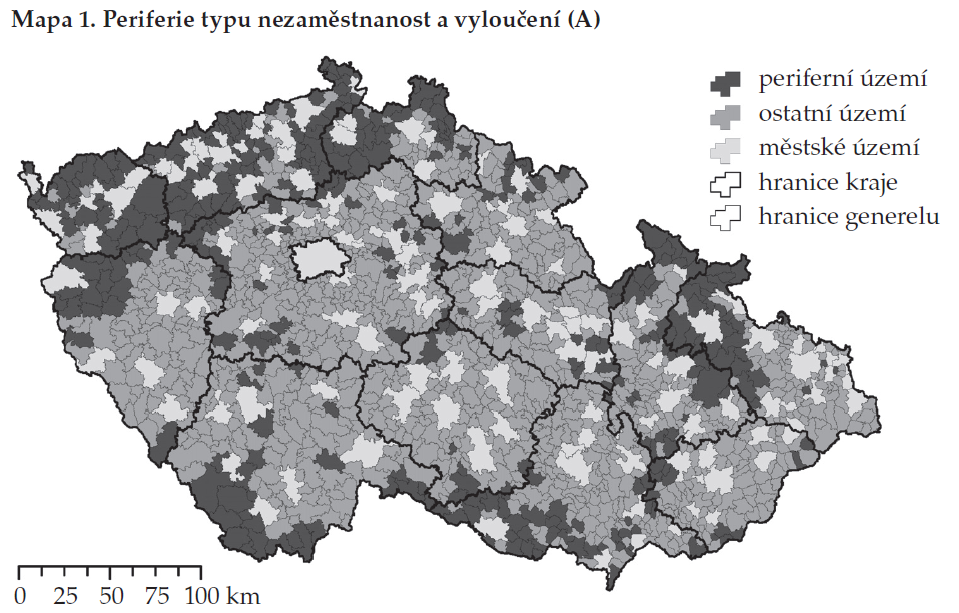 Mapa 1. Periferie typu nezaměstnanost a vyloučení (A)
periferní území
ostatní území
městské území
hranice kraje
hranice generelu
0 25 50 75 100 km